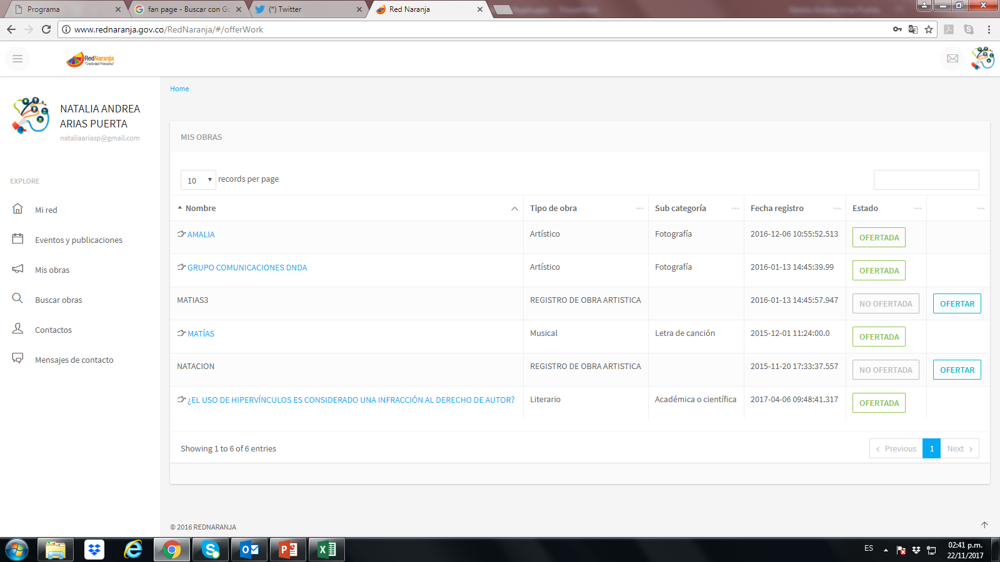 Programa
fan page - Buscar con Go
(*) Twitter
Red Naranja
www.rednaranja.gov.co/RedNaranja/#/offerWork
RedNaranja
"Creatividad Productiva"
Home
NATALIA ANDREA
ARIAS PUERTA
nataliaariasp@gmail.com
EXPLORE
Mi red
Eventos y publicaciones
Mis obras
Buscar obras
Contactos
Mensajes de contacto
MIS OBRAS
10 records per page
Nombre Tipo de obra Sub categoría Fecha registro Estado
AMALIA Artístico Fotografía 2016-12-06 10:55:52.513 OFERTADA
GRUPO COMUNICACIONES DNDA Artístico Fotografía 2016-01-13 14:45:39.99 OFERTADA
MATIAS3 REGISTRO DE OBRA ARTISTICA 2016-01-13 14:45:57.947 NO OFERTADA OFERTAR
MATÍAS Musical Letra de canción 2015-12-01 11:24:00.0 OFERTADA
NATACION REGISTRO DE OBRA ARTISTICA 2015-11-20 17:33:37.557 NO OFERTADA OFERTAR
¿EL USO DE HIPERVÍNCULOS ES CONSIDERADO UNA INFRACCIÓN AL DERECHO DE AUTOR? Literario Académica o científica 2017-04-06 09:48:41.317 OFERTADA
Showing 1 to 6 of 6 entries
Previous 1 Next
© 2016 REDNARANJA
ES
02:41 p.m.
22/11/2017